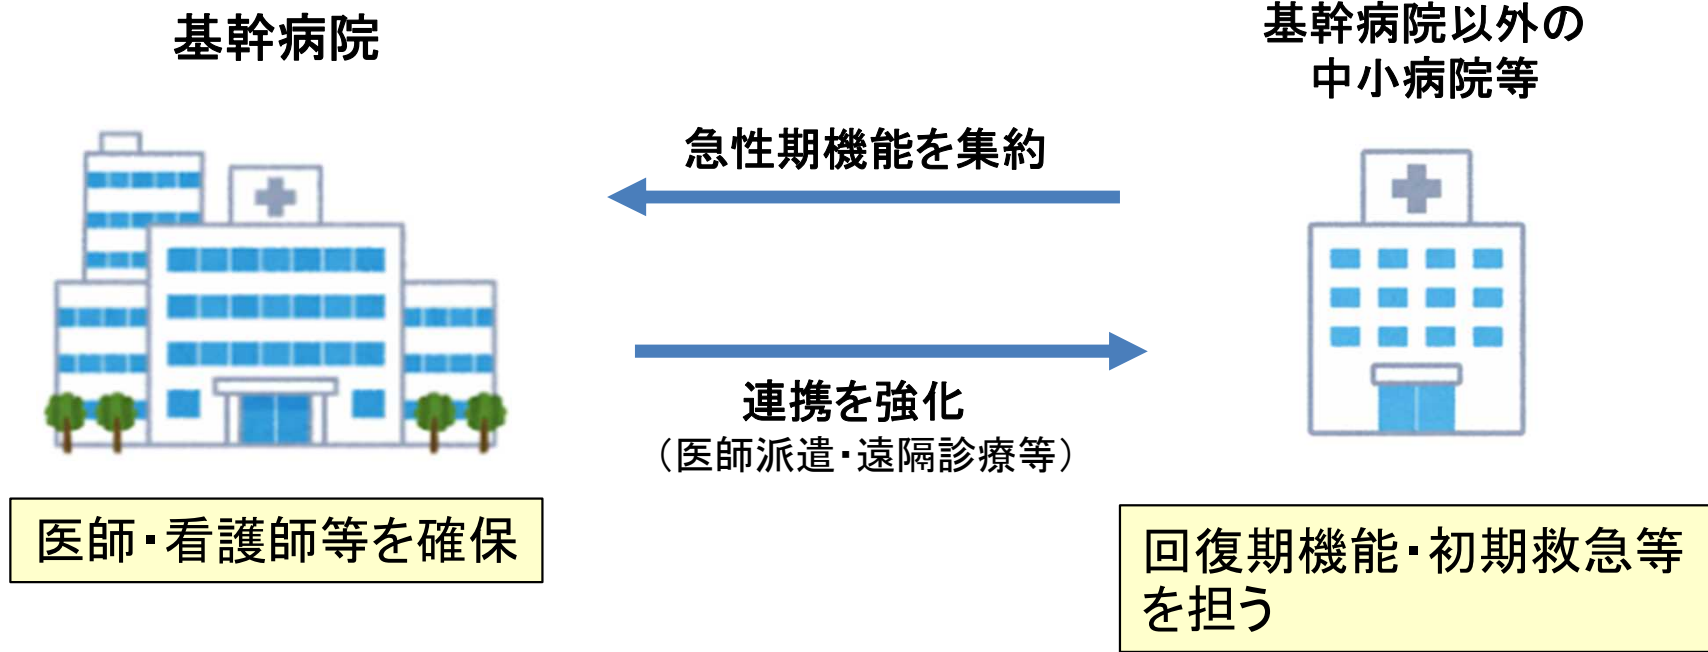 基幹病院
基幹病院以外の
中小病院等
急性期機能を集約
連携を強化
（医師派遣・遠隔診療等）
医師・看護師等を確保
回復期機能・初期救急等
を担う